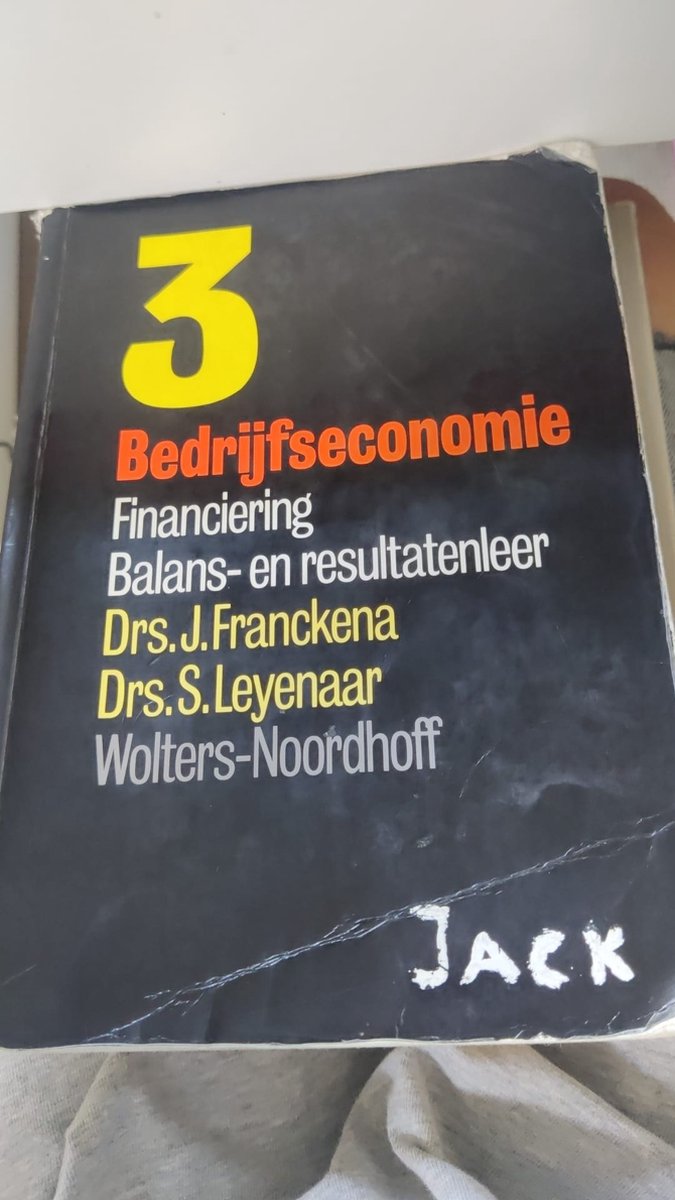 3
Bedrijfseconomie
Financiering
Balans- en resultatenleer
Drs. J. Franckena
Drs. S. Leyenaar
Wolters-Noordhoff
JACK